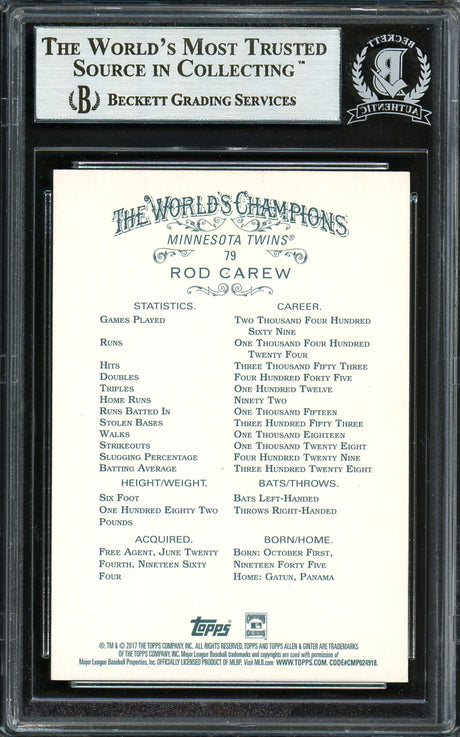 THE WORLD'S MOST TRUSTED
SOURCE IN COLLECTING™
B BECKETT GRADING SERVICES
BECKETT
AUTHENTIC
THE WORLD'S CHAMPIONS
MINNESOTA TWINS®
79
ROD CAREW
STATISTICS. CAREER.
GAMES PLAYED TWO THOUSAND FOUR HUNDRED
SIXTY NINE
RUNS ONE THOUSAND FOUR HUNDRED
TWENTY FOUR
HITS THREE THOUSAND FIFTY THREE
DOUBLES FOUR HUNDRED FORTY FIVE
TRIPLES ONE HUNDRED TWELVE
HOME RUNS NINETY TWO
RUNS BATTED IN ONE THOUSAND FIFTEEN
STOLEN BASES THREE HUNDRED FIFTY THREE
WALKS ONE THOUSAND EIGHTEEN
STRIKEOUTS ONE THOUSAND TWENTY EIGHT
SLUGGING PERCENTAGE FOUR HUNDRED TWENTY NINE
BATTING AVERAGE THREE HUNDRED TWENTY EIGHT
HEIGHT/WEIGHT. BATS/THROWS.
SIX FOOT BATS LEFT-HANDED
ONE HUNDRED EIGHTY TWO THROWS RIGHT-HANDED
POUNDS
ACQUIRED. BORN/HOME.
FREE AGENT, JUNE TWENTY BORN: OCTOBER FIRST,
FOURTH, NINETEEN SIXTY NINETEEN FORTY FIVE
FOUR HOME: GATUN, PANAMA
Topps
®, TM & © 2017 THE TOPPS COMPANY, INC. ALL RIGHTS RESERVED. TOPPS AND TOPPS ALLEN & GINTER ARE TRADEMARKS
OF THE TOPPS COMPANY, INC. Major League Baseball trademarks and copyrights are used with permission of
Major League Baseball Properties, Inc. OFFICIALLY LICENSED PRODUCT OF MLBP. Visit MLB.com WWW.TOPPS.COM. CODE#CMP024918.